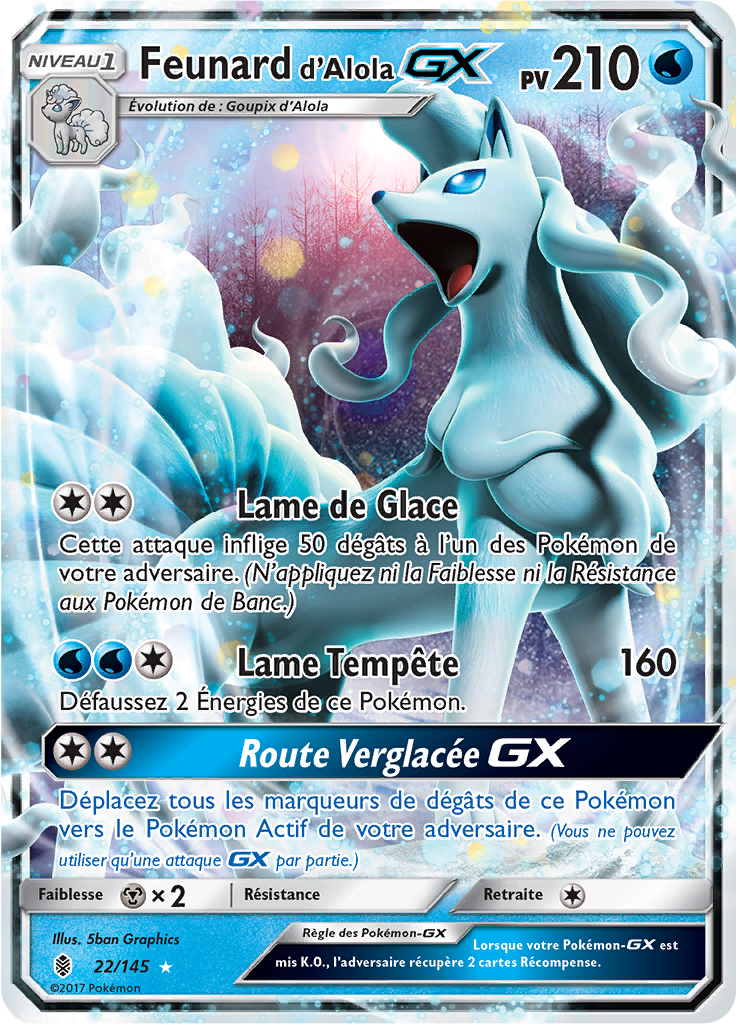 NIVEAU 1
Feunard d'Alola GX PV 210
Évolution de : Goupix d'Alola
Lame de Glace
Cette attaque inflige 50 dégâts à l'un des Pokémon de
votre adversaire. (N'appliquez ni la Faiblesse ni la Résistance
aux Pokémon de Banc.)
Lame Tempête 160
Défaussez 2 Énergies de ce Pokémon.
Route Verglacée GX
Déplacez tous les marqueurs de dégâts de ce Pokémon
vers le Pokémon Actif de votre adversaire. (Vous ne pouvez
utiliser qu'une attaque GX par partie.)
Faiblesse × 2 Résistance Retraite
Illus. 5ban Graphics
22/145
©2017 Pokémon
Règle des Pokémon-GX
Lorsque votre Pokémon-GX est
mis K.O., l'adversaire récupère 2 cartes Récompense.